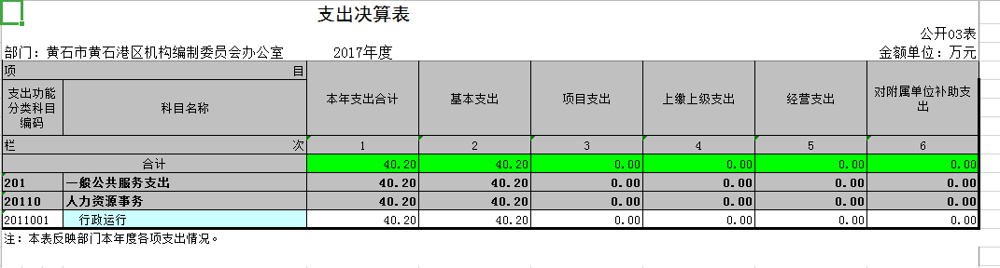 支出决算表
公开03表
部门：黄石市黄石港区机构编制委员会办公室 2017年度 金额单位：万元
项 目 本年支出合计 基本支出 项目支出 上缴上级支出 经营支出 对附属单位补助支出
支出功能分类科目编码 科目名称
栏 次 1 2 3 4 5 6
合计 40.20 40.20 0.00 0.00 0.00 0.00
201 一般公共服务支出 40.20 40.20 0.00 0.00 0.00 0.00
20110 人力资源事务 40.20 40.20 0.00 0.00 0.00 0.00
2011001 行政运行 40.20 40.20 0.00 0.00 0.00 0.00
注：本表反映部门本年度各项支出情况。